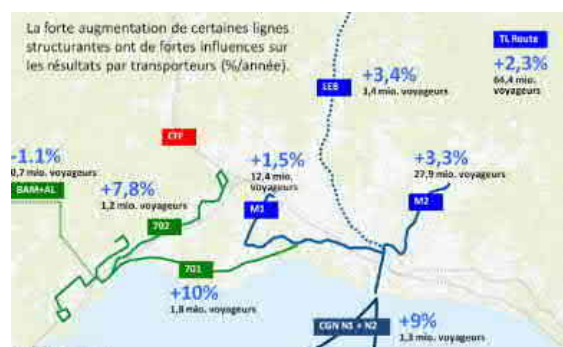 La forte augmentation de certaines lignes
structurantes ont de fortes influences sur
les résultats par transporteurs (%/année).
TL Route
+2,3%
64,4 mio. voyageurs
LEB
+3,4%
3,4 mio. voyageurs
CFF
-1.1%
0,7 mio. voyageurs
BAM+AL
+7,8%
1,2 mio. voyageurs
702
+1,5%
12,4 mio.
voyageurs
M1
+3,3%
27,9 mio. voyageurs
M2
701
+10%
1,8 mio. voyageurs
CGN N1 + N2
+9%
1,3 mio. voyageurs